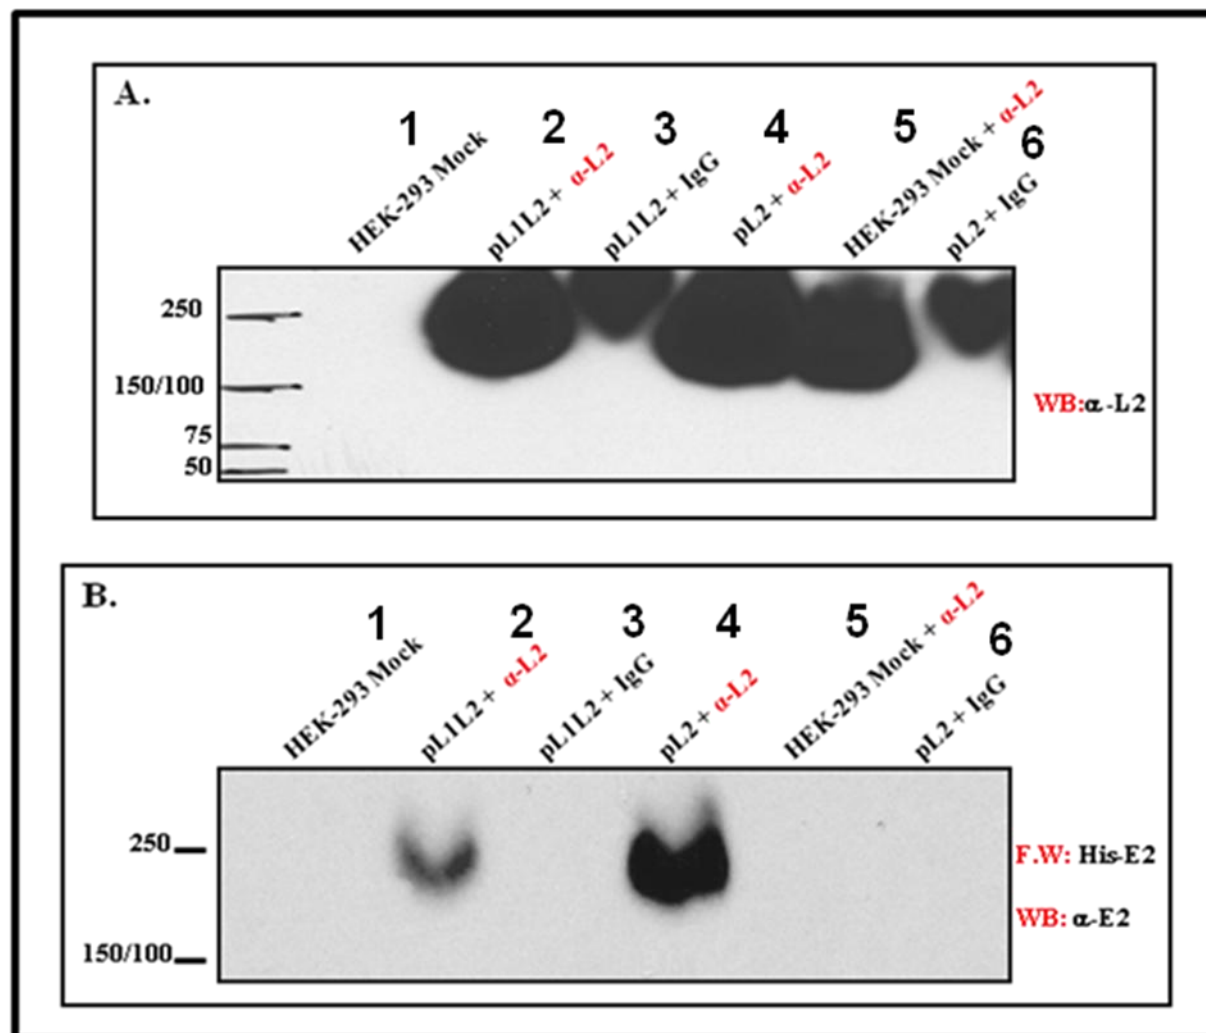 A.
1 2 3 4 5 6
HEK-293 Mock
pL1L2 + α-L2
pL1L2 + IgG
pL2 + α-L2
HEK-293 Mock + α-L2
pL2 + IgG
250
150/100
75
50
WB:α-L2
B.
1 2 3 4 5 6
HEK-293 Mock
pL1L2 + α-L2
pL1L2 + IgG
pL2 + α-L2
HEK-293 Mock + α-L2
pL2 + IgG
250
150/100
F.W: His-E2
WB: α-E2